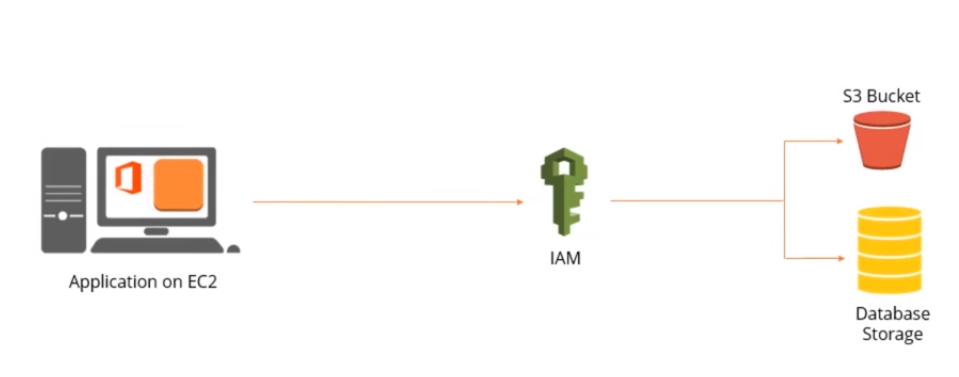 S3 Bucket
Application on EC2
IAM
Database
Storage